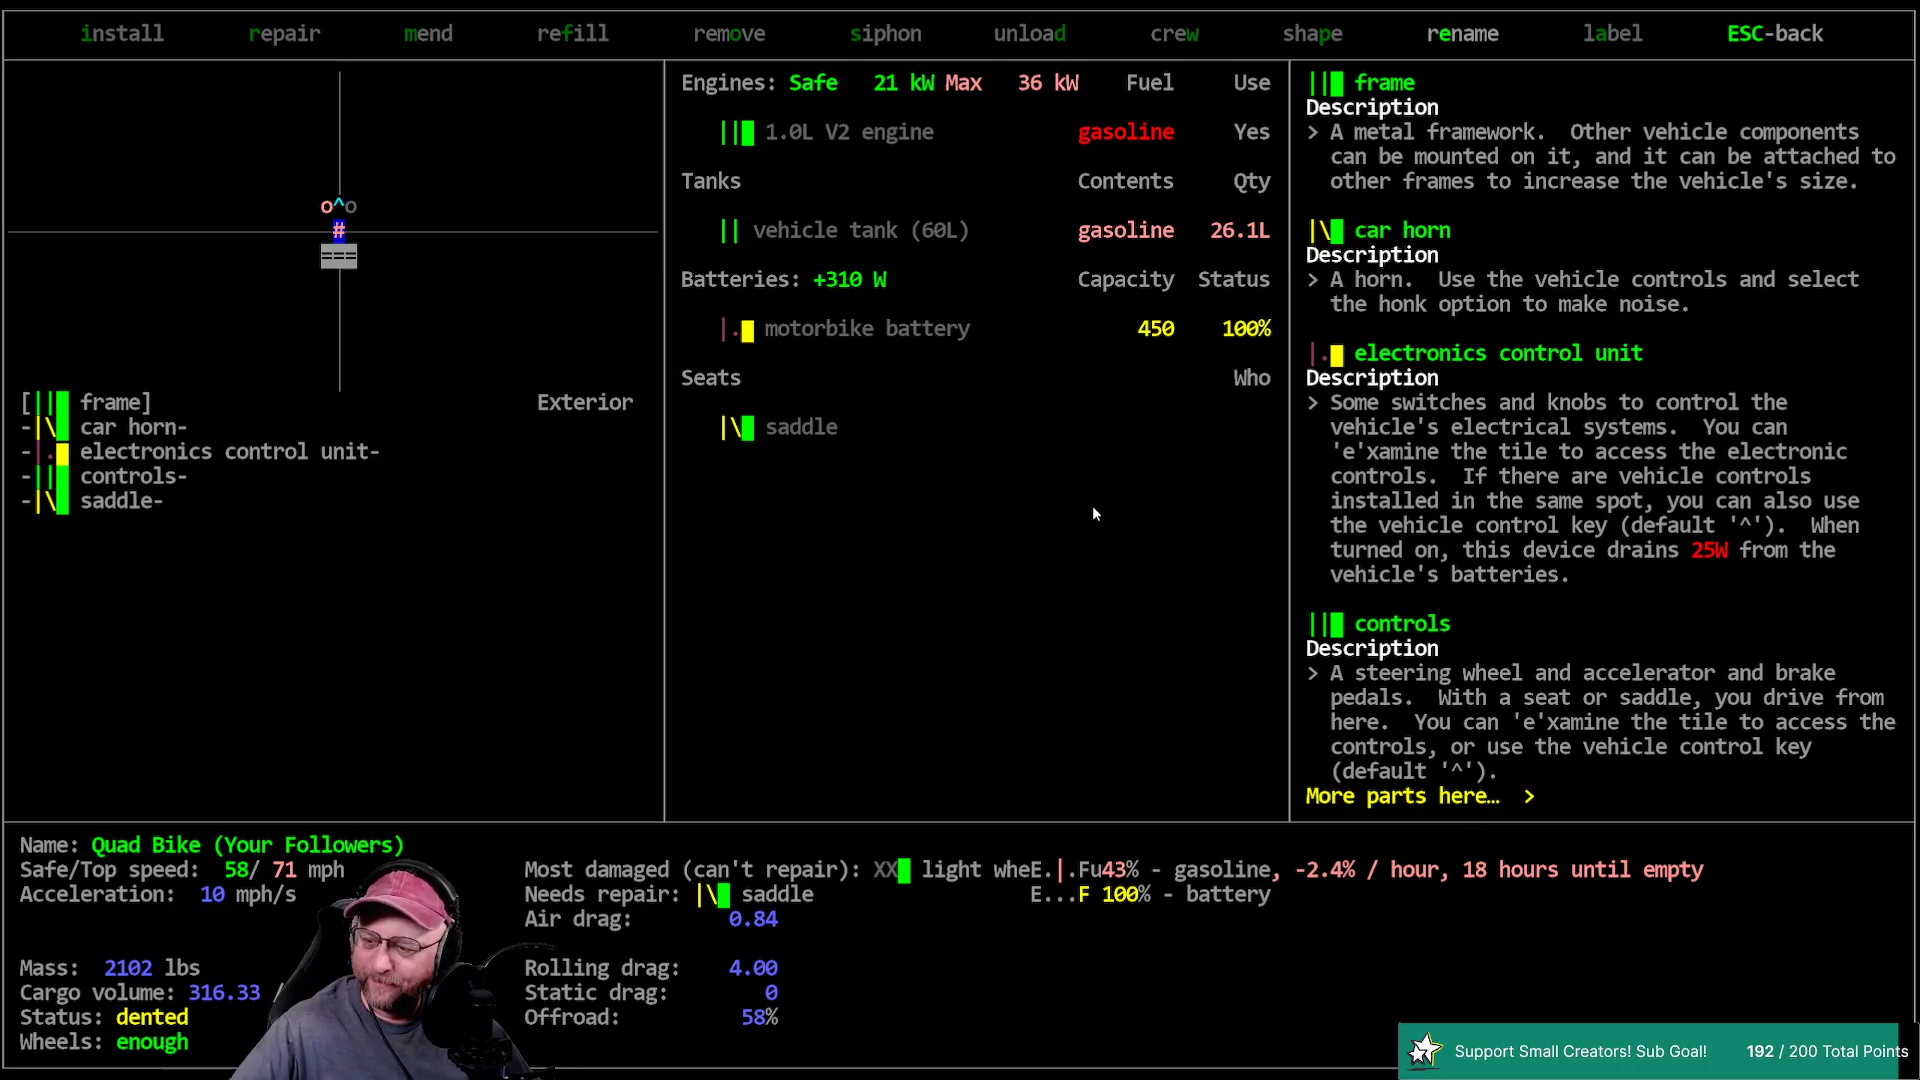 install repair mend refill remove siphon unload crew shape rename label ESC-back
Engines: Safe 21 kW Max 36 kW Fuel Use
|| 1.0L V2 engine gasoline Yes
Tanks Contents Qty
|| vehicle tank (60L) gasoline 26.1L
Batteries: +310 W Capacity Status
|. motorbike battery 450 100%
Seats Who
|\ saddle
o^o
#
===
[|| frame] Exterior
-|\ car horn-
-|. electronics control unit-
-|| controls-
-|\ saddle-
|| frame
Description
> A metal framework. Other vehicle components
can be mounted on it, and it can be attached to
other frames to increase the vehicle's size.
|\ car horn
Description
> A horn. Use the vehicle controls and select
the honk option to make noise.
|. electronics control unit
Description
> Some switches and knobs to control the
vehicle's electrical systems. You can
'e'xamine the tile to access the electronic
controls. If there are vehicle controls
installed in the same spot, you can also use
the vehicle control key (default '^'). When
turned on, this device drains 25W from the
vehicle's batteries.
|| controls
Description
> A steering wheel and accelerator and brake
pedals. With a seat or saddle, you drive from
here. You can 'e'xamine the tile to access the
controls, or use the vehicle control key
(default '^').
More parts here… >
Name: Quad Bike (Your Followers)
Safe/Top speed: 58/ 71 mph
Acceleration: 10 mph/s
Mass: 2102 lbs
Cargo volume: 316.33 /
Status: dented
Wheels: enough
Most damaged (can't repair): XX light wheE.|.Fu43% - gasoline, -2.4% / hour, 18 hours until empty
Needs repair: |\ saddle E...F 100% - battery
Air drag: 0.84
Rolling drag: 4.00
Static drag: 0
Offroad: 58%
Support Small Creators! Sub Goal! 192 / 200 Total Points